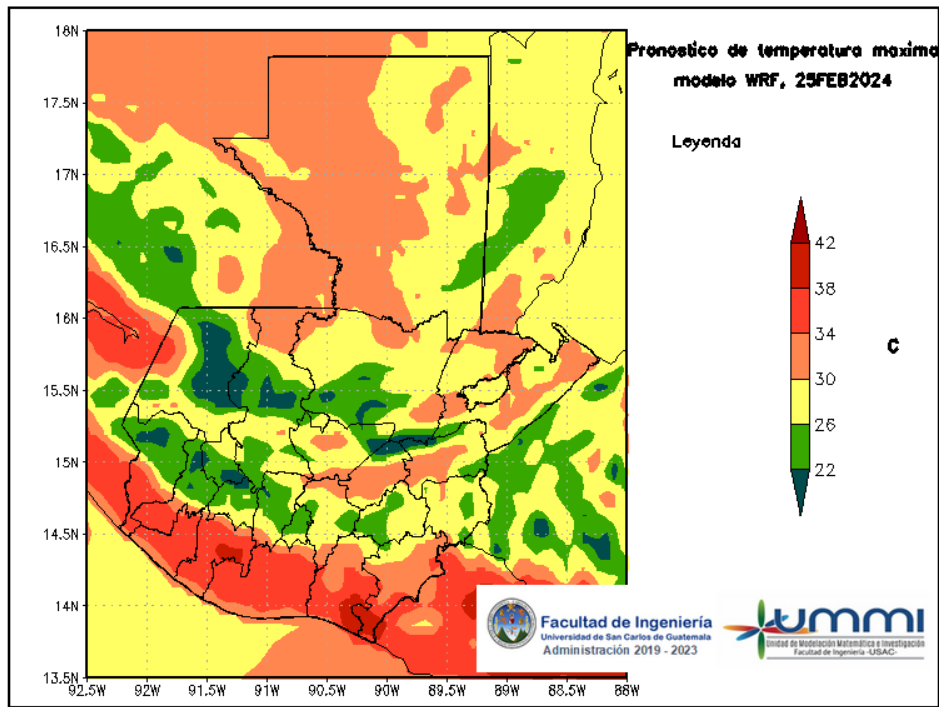 Pronostico de temperatura maxima
modelo WRF, 25FEB2024
Leyenda
42
38
34
30
26
22
C
18N
17.5N
17N
16.5N
16N
15.5N
15N
14.5N
14N
13.5N
92.5W
92W
91.5W
91W
90.5W
90W
89.5W
89W
88.5W
88W
Facultad de Ingeniería
Universidad de San Carlos de Guatemala
Administración 2019 - 2023
UMMI
Unidad de Modelación Matemática e Investigación
Facultad de Ingeniería -USAC-